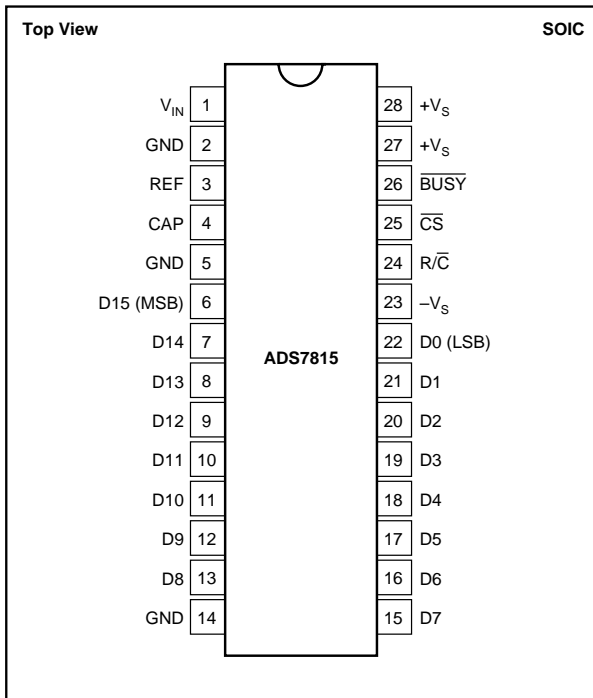 Top View SOIC
V_IN 1 28 +V_S
GND 2 27 +V_S
REF 3 26 B̅U̅S̅Y̅
CAP 4 25 C̅S̅
GND 5 24 R/C̅
D15 (MSB) 6 23 –V_S
D14 7 22 D0 (LSB)
ADS7815
D13 8 21 D1
D12 9 20 D2
D11 10 19 D3
D10 11 18 D4
D9 12 17 D5
D8 13 16 D6
GND 14 15 D7